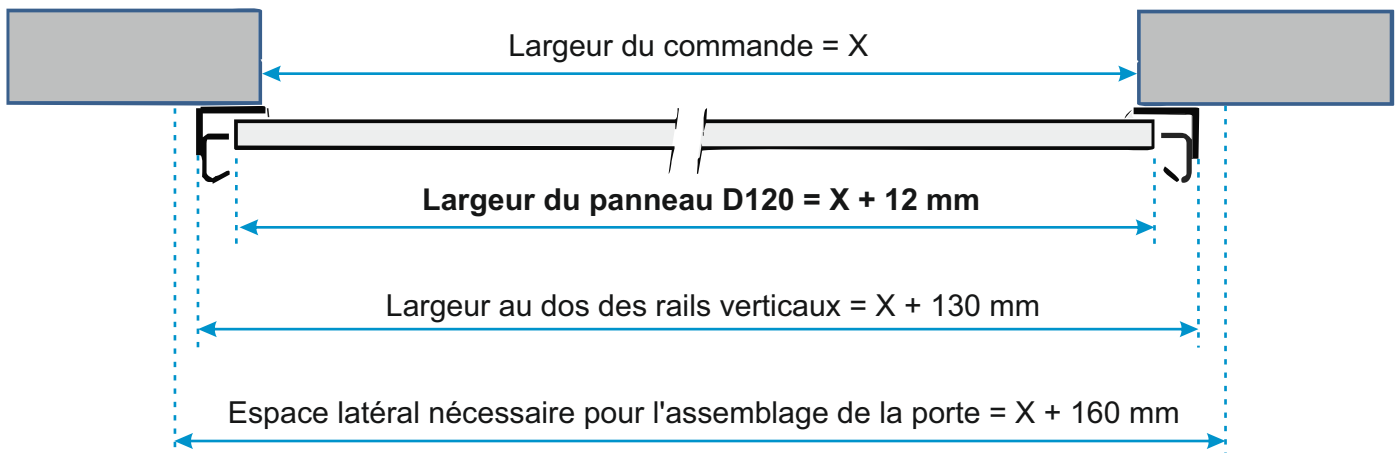 Largeur du commande = X
Largeur du panneau D120 = X + 12 mm
Largeur au dos des rails verticaux = X + 130 mm
Espace latéral nécessaire pour l'assemblage de la porte = X + 160 mm